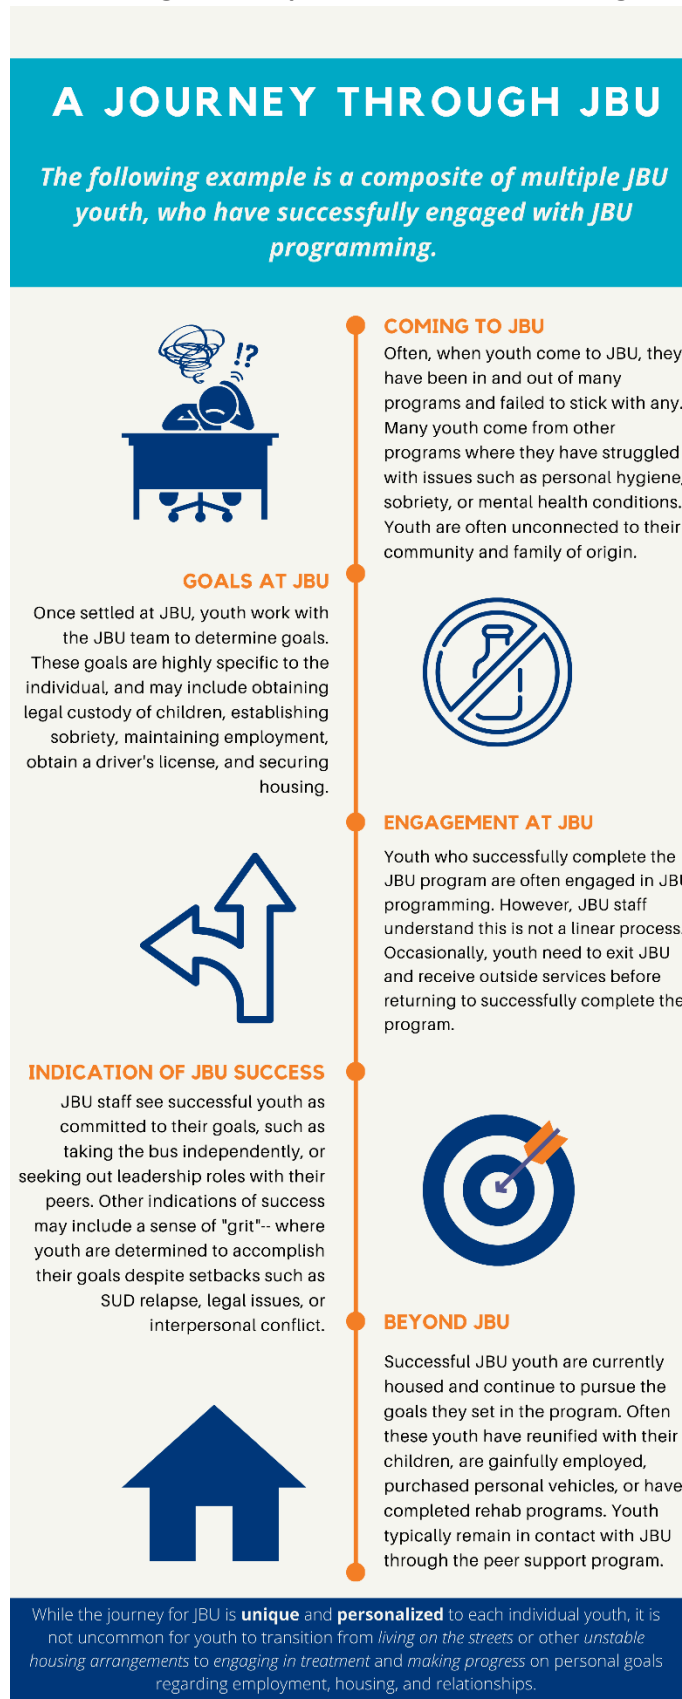 A JOURNEY THROUGH JBU
The following example is a composite of multiple JBU
youth, who have successfully engaged with JBU
programming.
!?
COMING TO JBU
Often, when youth come to JBU, they
have been in and out of many
programs and failed to stick with any.
Many youth come from other
programs where they have struggled
with issues such as personal hygiene,
sobriety, or mental health conditions.
Youth are often unconnected to their
community and family of origin.
GOALS AT JBU
Once settled at JBU, youth work with
the JBU team to determine goals.
These goals are highly specific to the
individual, and may include obtaining
legal custody of children, establishing
sobriety, maintaining employment,
obtain a driver's license, and securing
housing.
ENGAGEMENT AT JBU
Youth who successfully complete the
JBU program are often engaged in JBU
programming. However, JBU staff
understand this is not a linear process.
Occasionally, youth need to exit JBU
and receive outside services before
returning to successfully complete the
program.
INDICATION OF JBU SUCCESS
JBU staff see successful youth as
committed to their goals, such as
taking the bus independently, or
seeking out leadership roles with their
peers. Other indications of success
may include a sense of "grit"-- where
youth are determined to accomplish
their goals despite setbacks such as
SUD relapse, legal issues, or
interpersonal conflict.
BEYOND JBU
Successful JBU youth are currently
housed and continue to pursue the
goals they set in the program. Often
these youth have reunified with their
children, are gainfully employed,
purchased personal vehicles, or have
completed rehab programs. Youth
typically remain in contact with JBU
through the peer support program.
While the journey for JBU is unique and personalized to each individual youth, it is
not uncommon for youth to transition from living on the streets or other unstable
housing arrangements to engaging in treatment and making progress on personal goals
regarding employment, housing, and relationships.